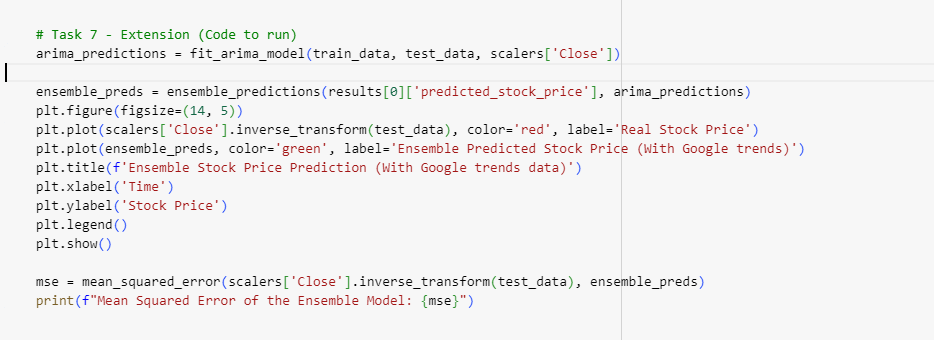 # Task 7 - Extension (Code to run)
arima_predictions = fit_arima_model(train_data, test_data, scalers['Close'])
ensemble_preds = ensemble_predictions(results[0]['predicted_stock_price'], arima_predictions)
plt.figure(figsize=(14, 5))
plt.plot(scalers['Close'].inverse_transform(test_data), color='red', label='Real Stock Price')
plt.plot(ensemble_preds, color='green', label='Ensemble Predicted Stock Price (With Google trends)')
plt.title(f'Ensemble Stock Price Prediction (With Google trends data)')
plt.xlabel('Time')
plt.ylabel('Stock Price')
plt.legend()
plt.show()
mse = mean_squared_error(scalers['Close'].inverse_transform(test_data), ensemble_preds)
print(f"Mean Squared Error of the Ensemble Model: {mse}")